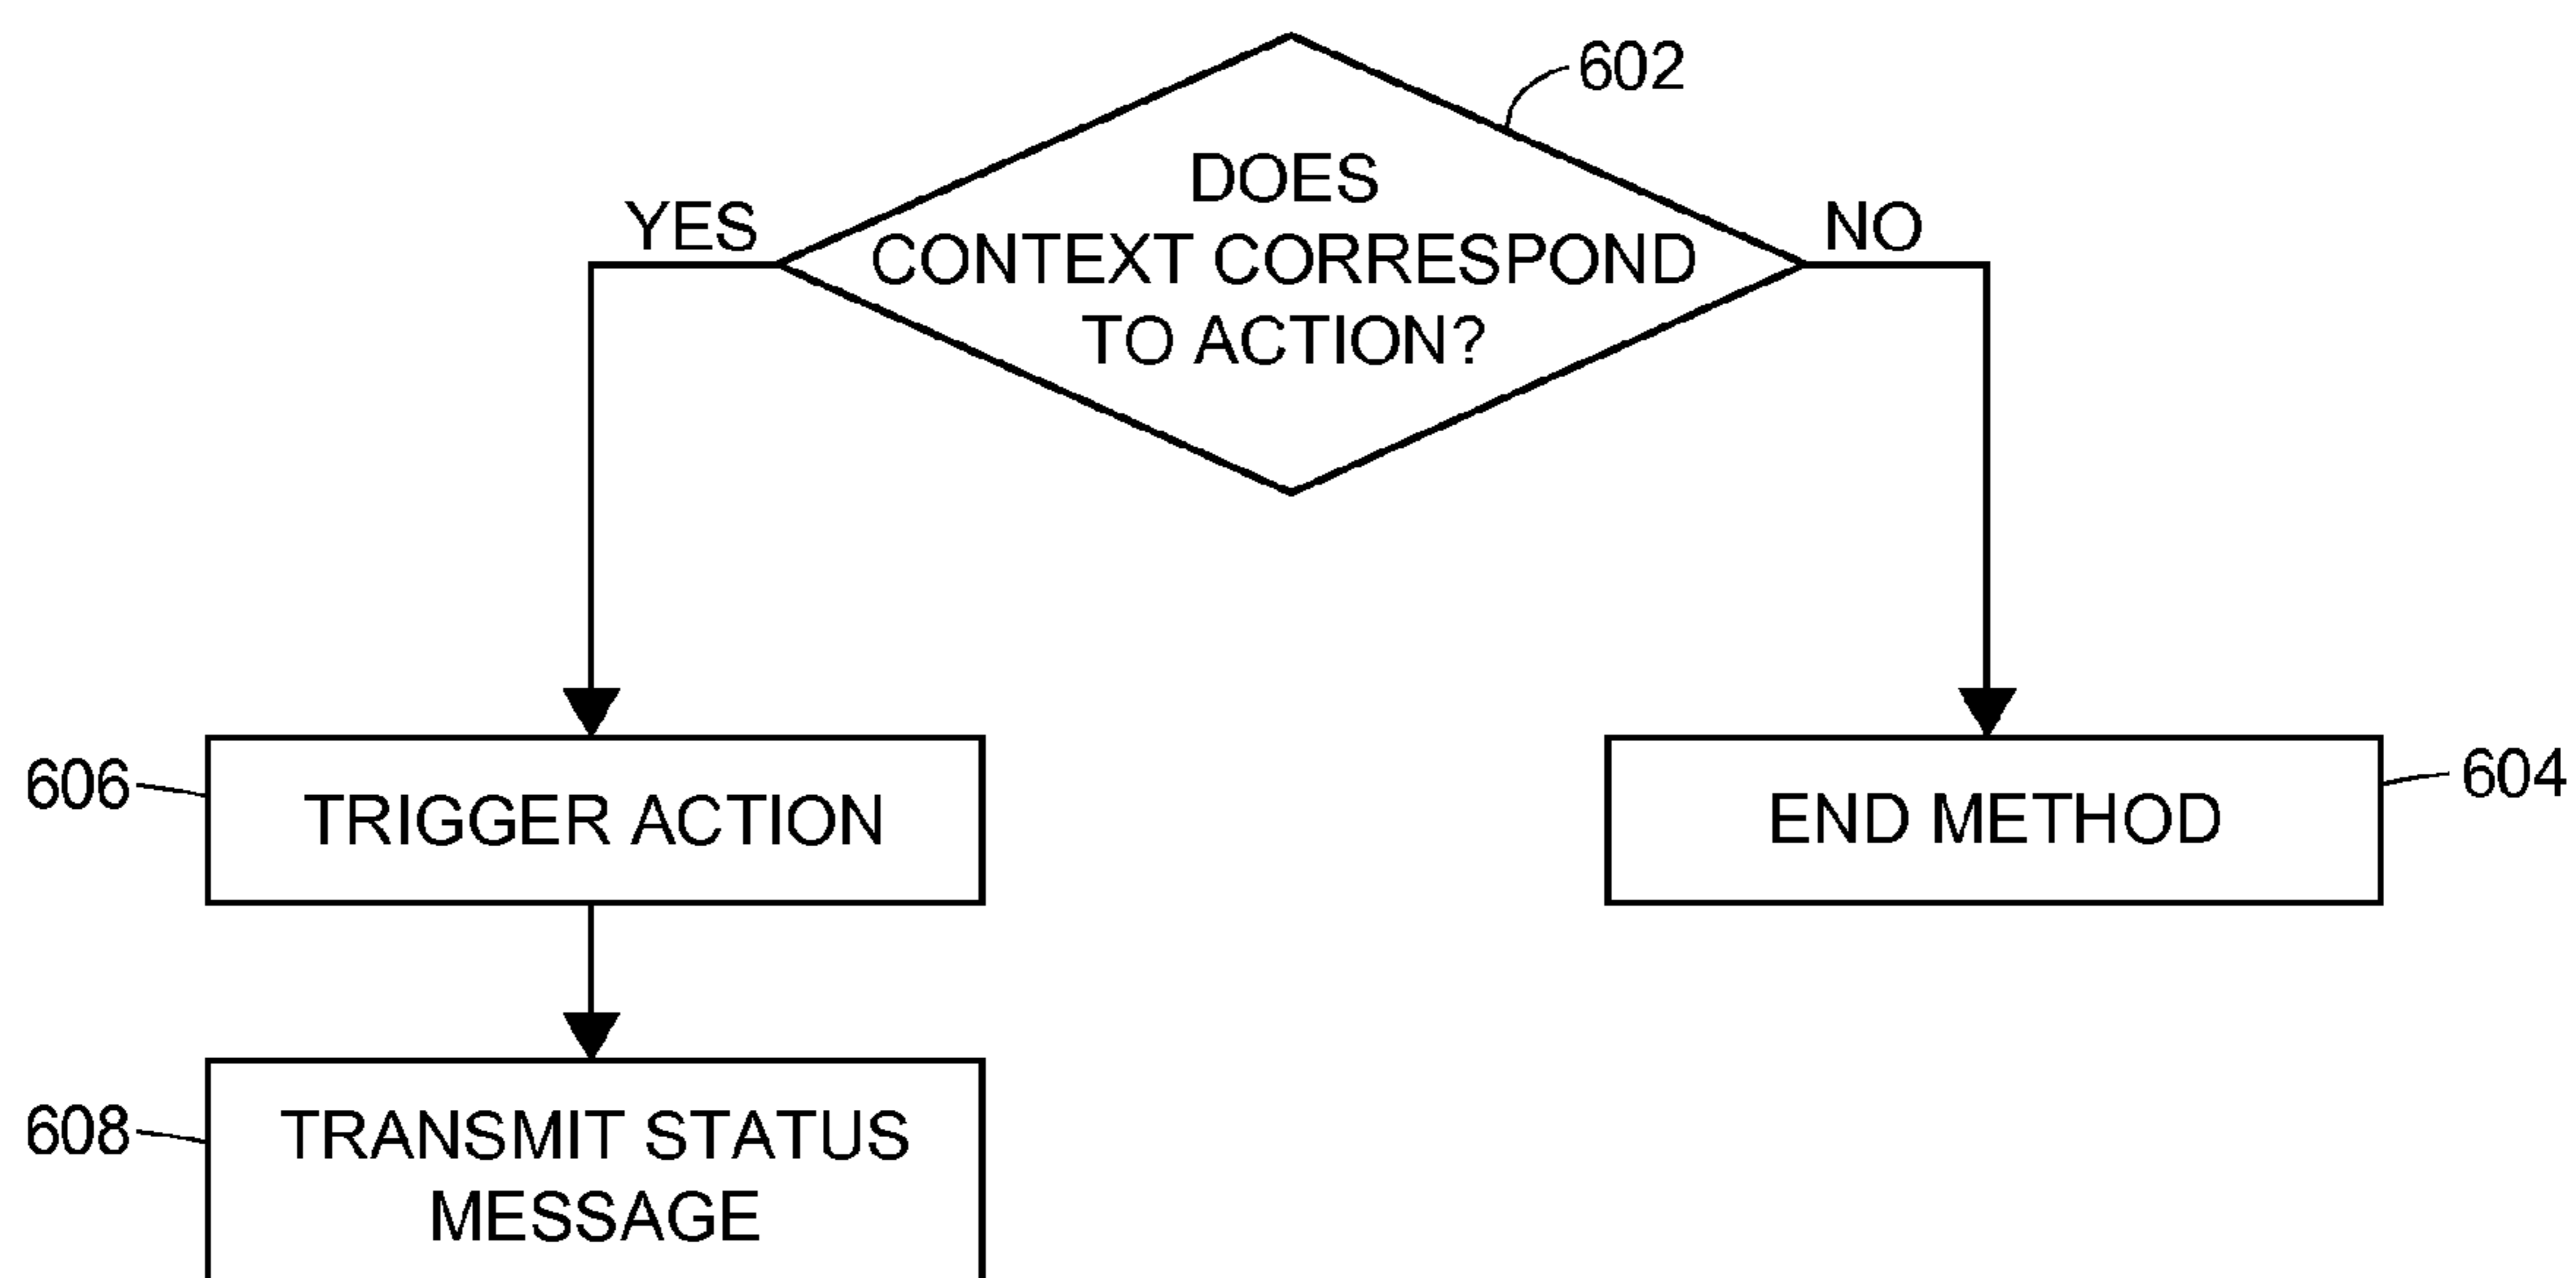 602
DOES
CONTEXT CORRESPOND
TO ACTION?
YES
NO
606
TRIGGER ACTION
END METHOD
604
608
TRANSMIT STATUS
MESSAGE